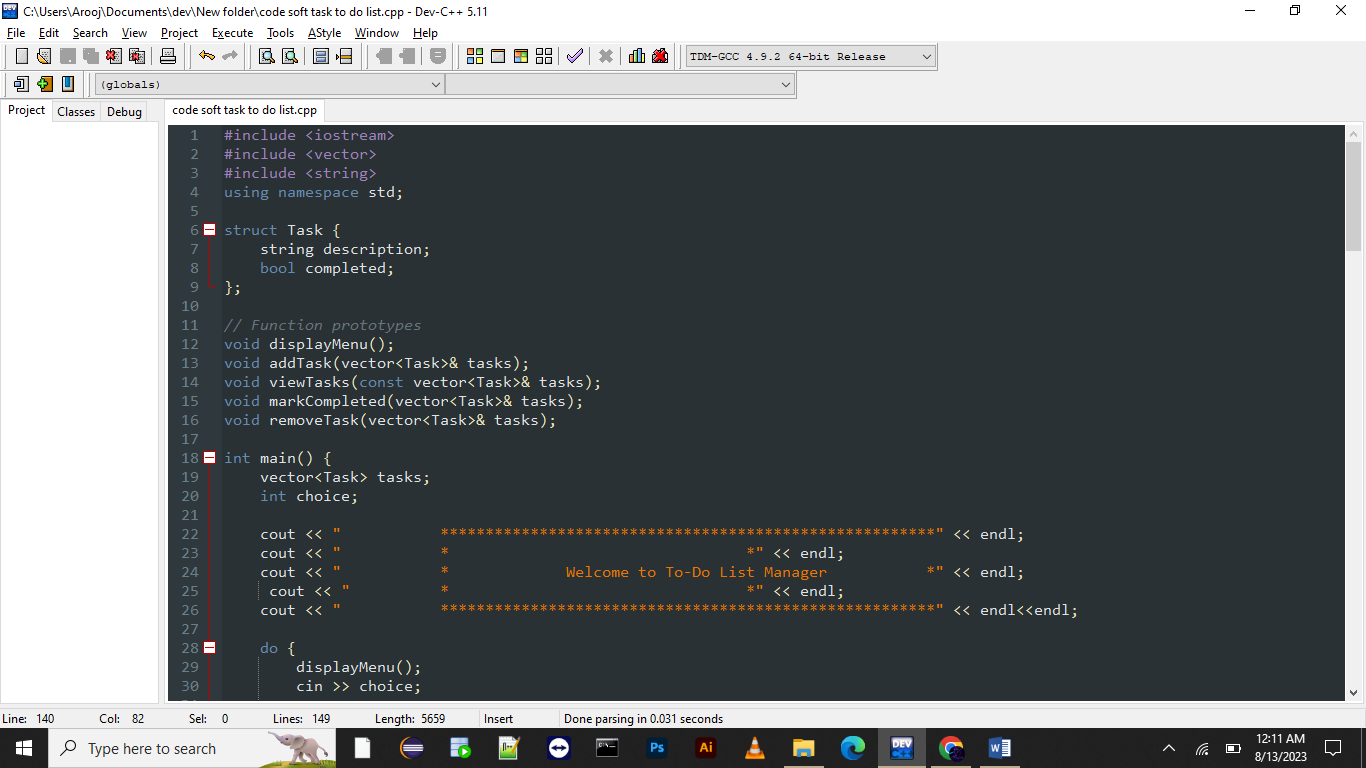 C:\Users\Arooj\Documents\dev\New folder\code soft task to do list.cpp - Dev-C++ 5.11
File Edit Search View Project Execute Tools AStyle Window Help
TDM-GCC 4.9.2 64-bit Release
(globals)
Project Classes Debug
code soft task to do list.cpp
1 #include <iostream>
2 #include <vector>
3 #include <string>
4 using namespace std;
5
6 struct Task {
7     string description;
8     bool completed;
9 };
10
11 // Function prototypes
12 void displayMenu();
13 void addTask(vector<Task>& tasks);
14 void viewTasks(const vector<Task>& tasks);
15 void markCompleted(vector<Task>& tasks);
16 void removeTask(vector<Task>& tasks);
17
18 int main() {
19     vector<Task> tasks;
20     int choice;
21
22     cout << "           *******************************************************" << endl;
23     cout << "           *                                 *" << endl;
24     cout << "           *             Welcome to To-Do List Manager           *" << endl;
25      cout << "          *                                 *" << endl;
26     cout << "           *******************************************************" << endl<<endl;
27
28     do {
29         displayMenu();
30         cin >> choice;
Line: 140 Col: 82 Sel: 0 Lines: 149 Length: 5659 Insert Done parsing in 0.031 seconds
Type here to search
Ps
Ai
DEV
12:11 AM
8/13/2023